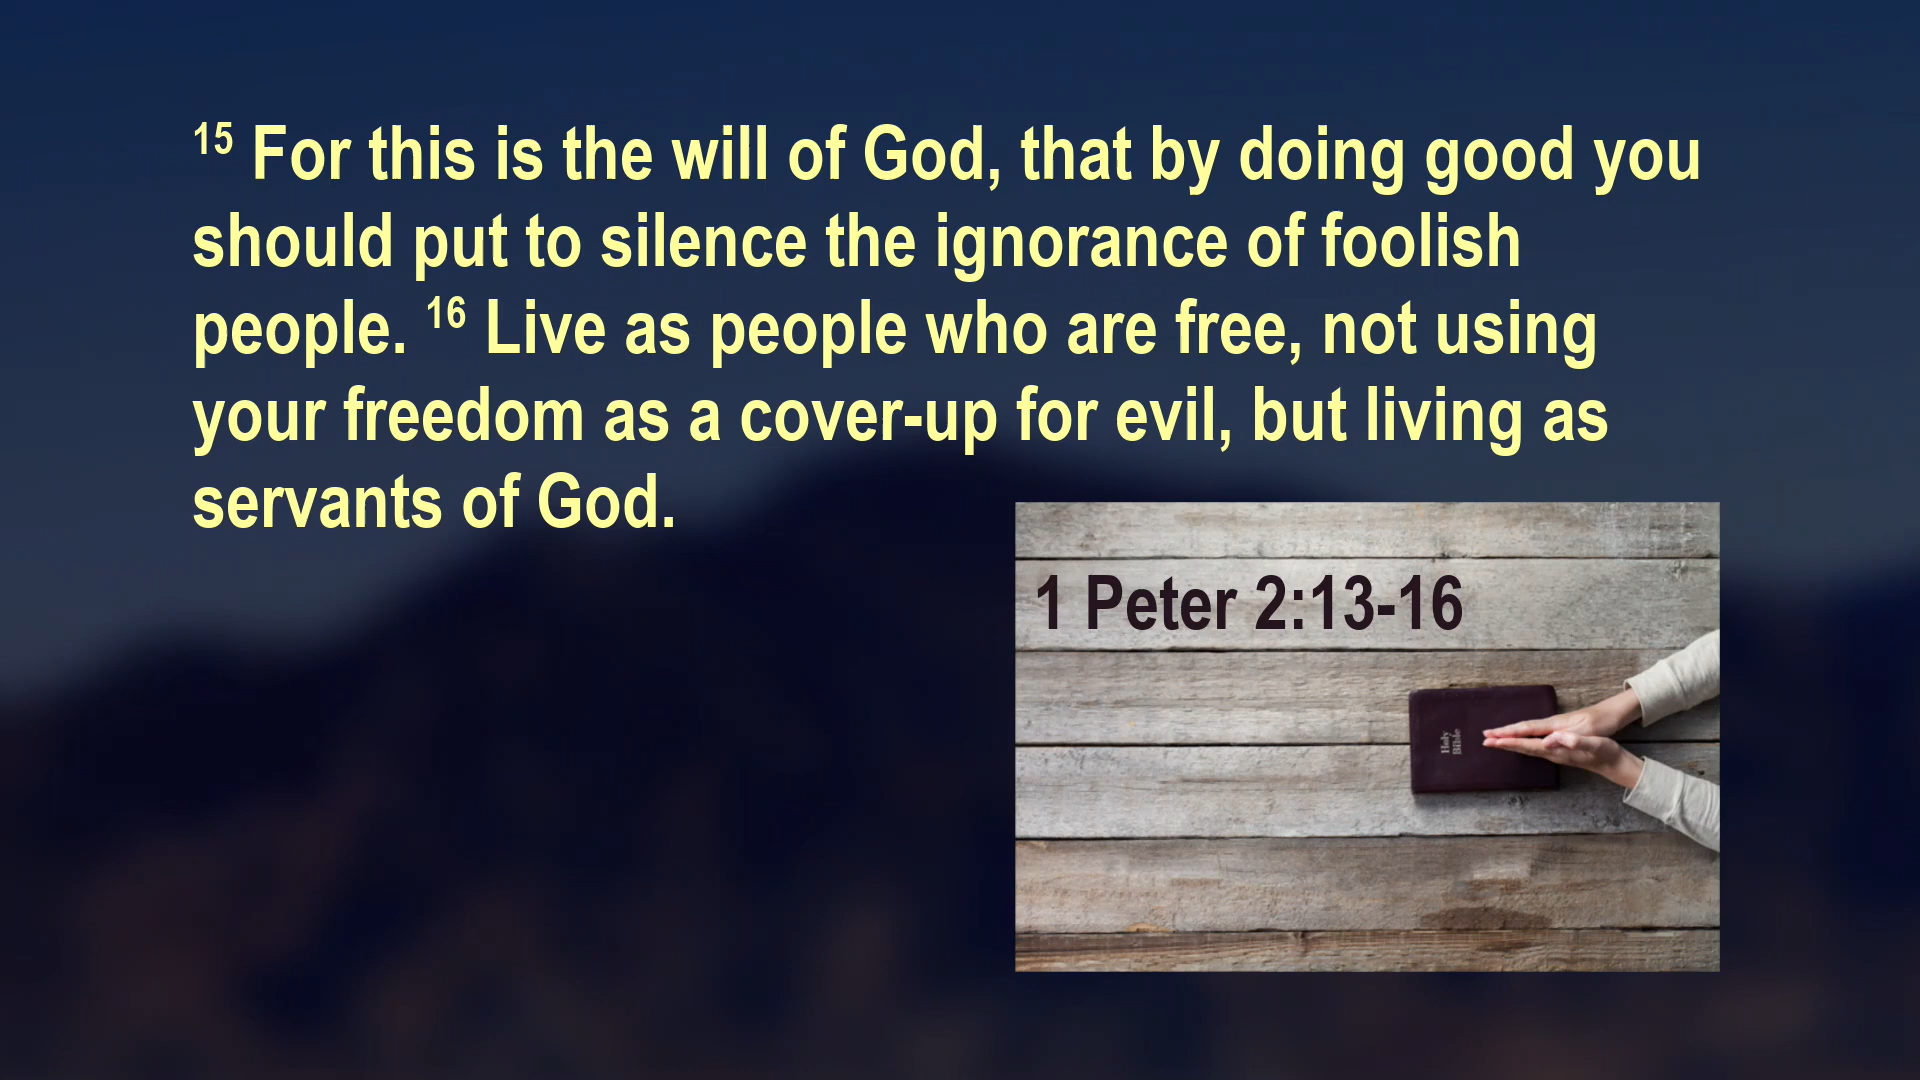 15 For this is the will of God, that by doing good you
should put to silence the ignorance of foolish
people. 16 Live as people who are free, not using
your freedom as a cover-up for evil, but living as
servants of God.
1 Peter 2:13-16
Holy
Bible